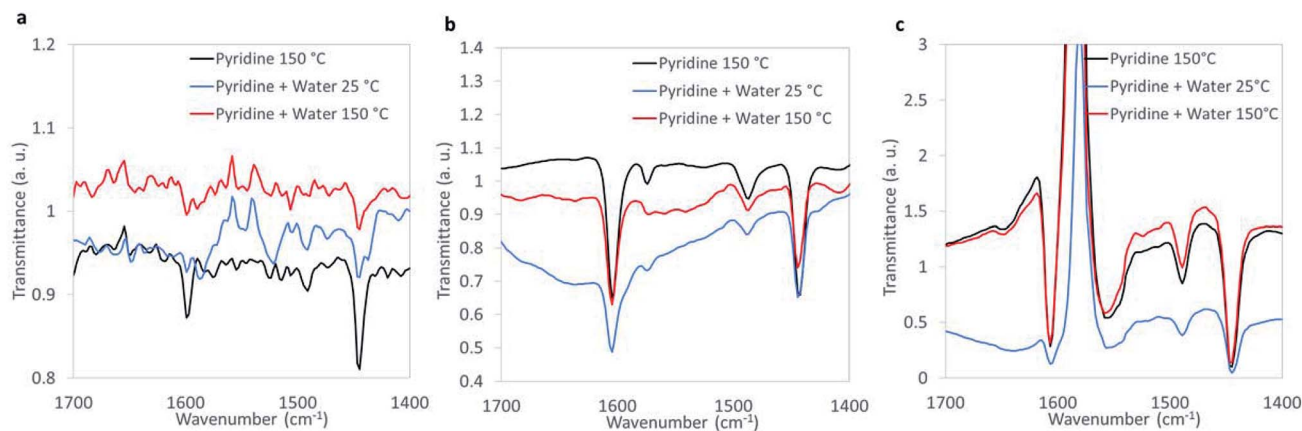 a
1.2
1.1
1
0.9
0.8
Transmittance (a. u.)
Pyridine 150 °C
Pyridine + Water 25 °C
Pyridine + Water 150 °C
1700
1600
1500
1400
Wavenumber (cm⁻¹)
b
1.4
1.3
1.2
1.1
1
0.9
0.8
0.7
0.6
0.5
0.4
Transmittance (a. u.)
Pyridine 150 °C
Pyridine + Water 25 °C
Pyridine + Water 150 °C
1700
1600
1500
1400
Wavenumber (cm⁻¹)
c
3
2.5
2
1.5
1
0.5
0
Transmittance (a. u.)
Pyridine 150°C
Pyridine + Water 25°C
Pyridine + Water 150°C
1700
1600
1500
1400
Wavenumber (cm⁻¹)